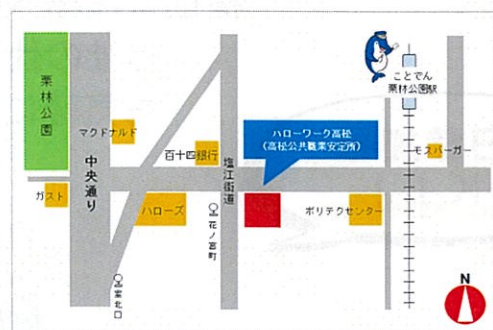 栗林公園
中央通り
マクドナルド
ガスト
百十四銀行
ハローズ
塩江街道
花ノ宮町
室北口
ハローワーク高松
(高松公共職業安定所)
ポリテクセンター
ことでん
栗林公園駅
モスバーガー
N